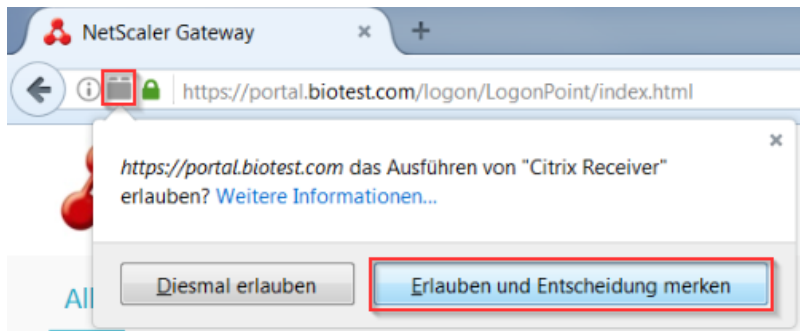 NetScaler Gateway
https://portal.biotest.com/logon/LogonPoint/index.html
https://portal.biotest.com das Ausführen von "Citrix Receiver"
erlauben? Weitere Informationen...
Diesmal erlauben
Erlauben und Entscheidung merken
All